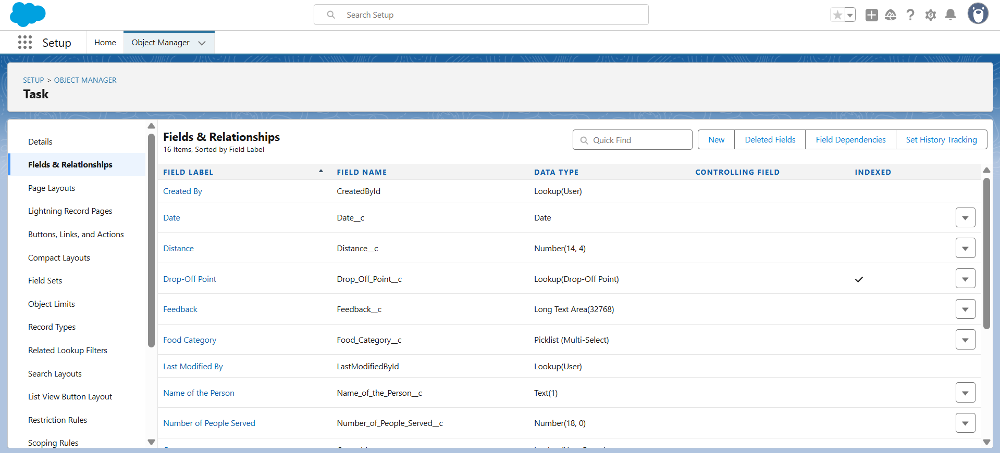 Search Setup
Setup
Home
Object Manager
SETUP > OBJECT MANAGER
Task
Details
Fields & Relationships
Page Layouts
Lightning Record Pages
Buttons, Links, and Actions
Compact Layouts
Field Sets
Object Limits
Record Types
Related Lookup Filters
Search Layouts
List View Button Layout
Restriction Rules
Scoping Rules
Fields & Relationships
16 Items, Sorted by Field Label
Quick Find
New
Deleted Fields
Field Dependencies
Set History Tracking
FIELD LABEL FIELD NAME DATA TYPE CONTROLLING FIELD INDEXED
Created By CreatedById Lookup(User)
Date Date__c Date
Distance Distance__c Number(14, 4)
Drop-Off Point Drop_Off_Point__c Lookup(Drop-Off Point)
Feedback Feedback__c Long Text Area(32768)
Food Category Food_Category__c Picklist (Multi-Select)
Last Modified By LastModifiedById Lookup(User)
Name of the Person Name_of_the_Person__c Text(1)
Number of People Served Number_of_People_Served__c Number(18, 0)